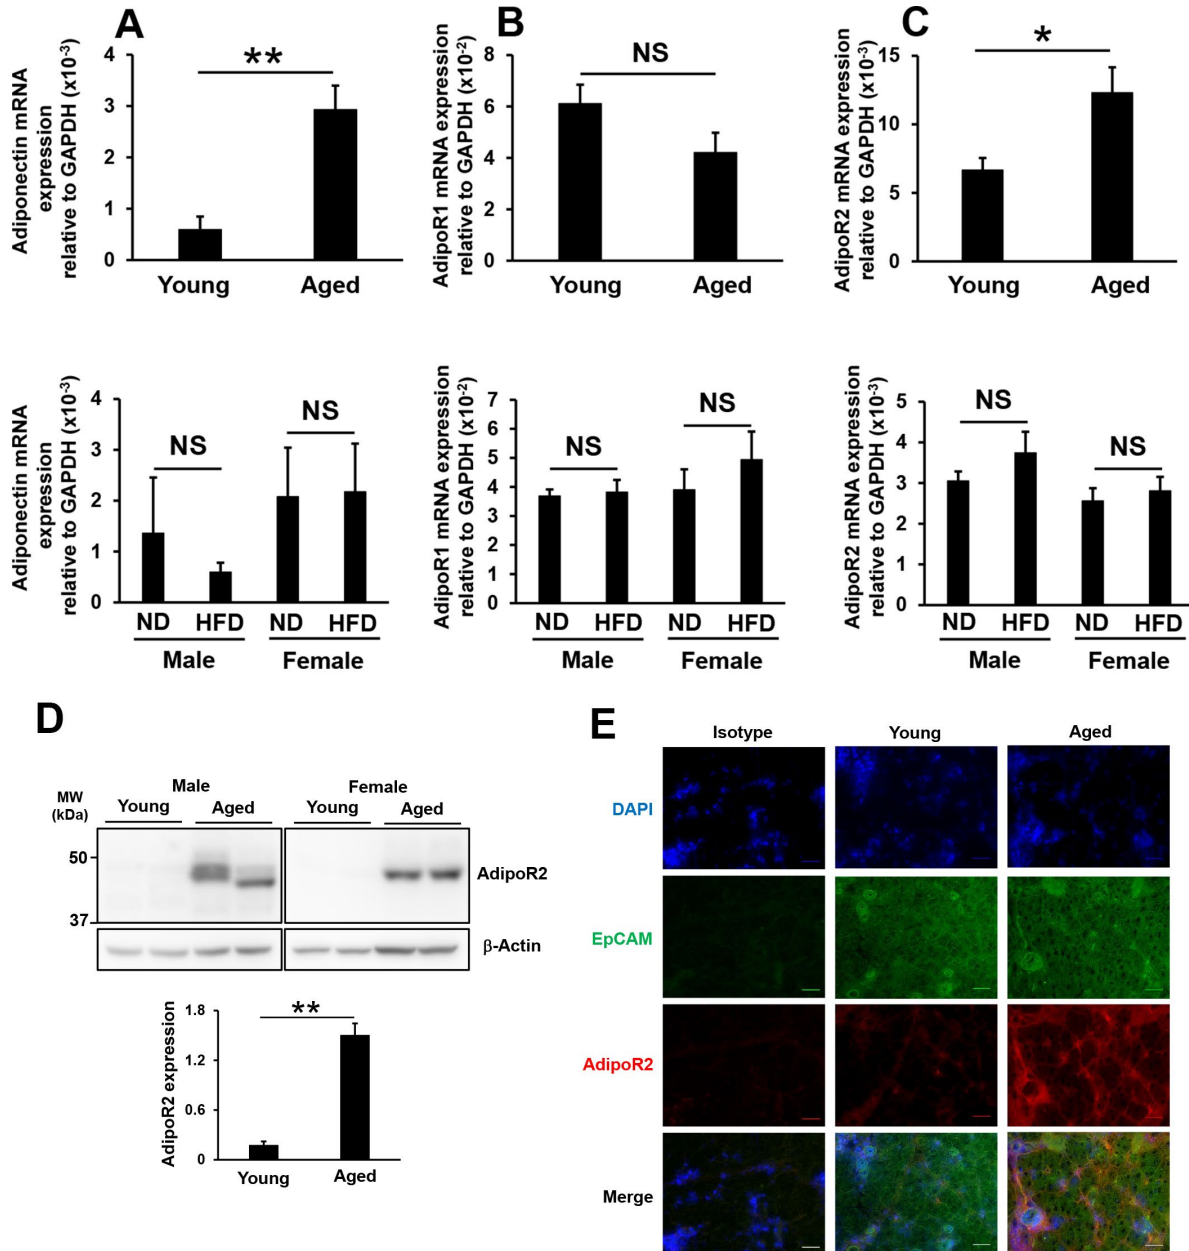 A
Adiponectin mRNA
expression
relative to GAPDH (x10-3)
4
3
2
1
0
**
Young
Aged
B
AdipoR1 mRNA expression
relative to GAPDH (x10-2)
8
6
4
2
0
NS
Young
Aged
C
AdipoR2 mRNA expression
relative to GAPDH (x10-3)
15
10
5
0
*
Young
Aged
Adiponectin mRNA
expression
relative to GAPDH (x10-3)
4
3
2
1
0
NS
NS
ND HFD ND HFD
Male Female
AdipoR1 mRNA expression
relative to GAPDH (x10-2)
7
6
5
4
3
2
1
0
NS
NS
ND HFD ND HFD
Male Female
AdipoR2 mRNA expression
relative to GAPDH (x10-3)
5
4
3
2
1
0
NS
NS
ND HFD ND HFD
Male Female
D
Male Female
MW
(kDa)
Young Aged Young Aged
50
37
AdipoR2
β-Actin
AdipoR2 expression
1.8
1.2
0.6
0
**
Young
Aged
E
Isotype Young Aged
DAPI
EpCAM
AdipoR2
Merge